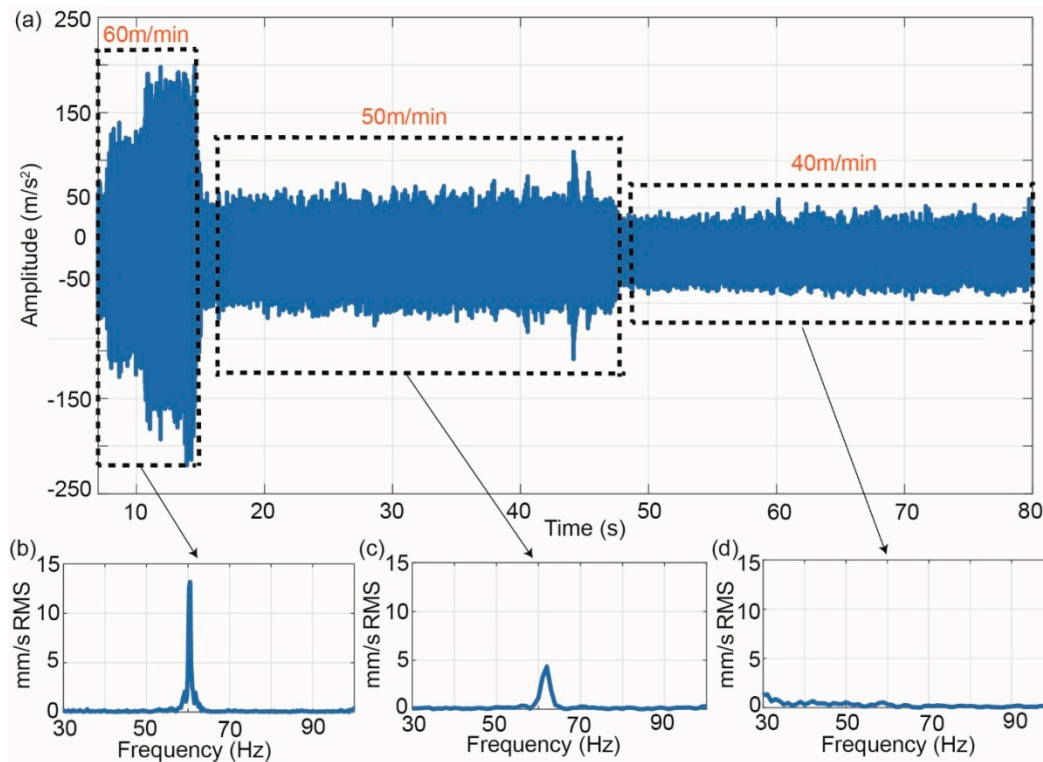 (a)
250
150
50
0
-50
-150
-250
Amplitude (m/s²)
60m/min
50m/min
40m/min
10
20
30
40
50
60
70
80
Time (s)
(b)
15
10
5
0
mm/s RMS
30
50
70
90
Frequency (Hz)
(c)
15
10
5
0
mm/s RMS
30
50
70
90
Frequency (Hz)
(d)
15
10
5
0
mm/s RMS
30
50
70
90
Frequency (Hz)